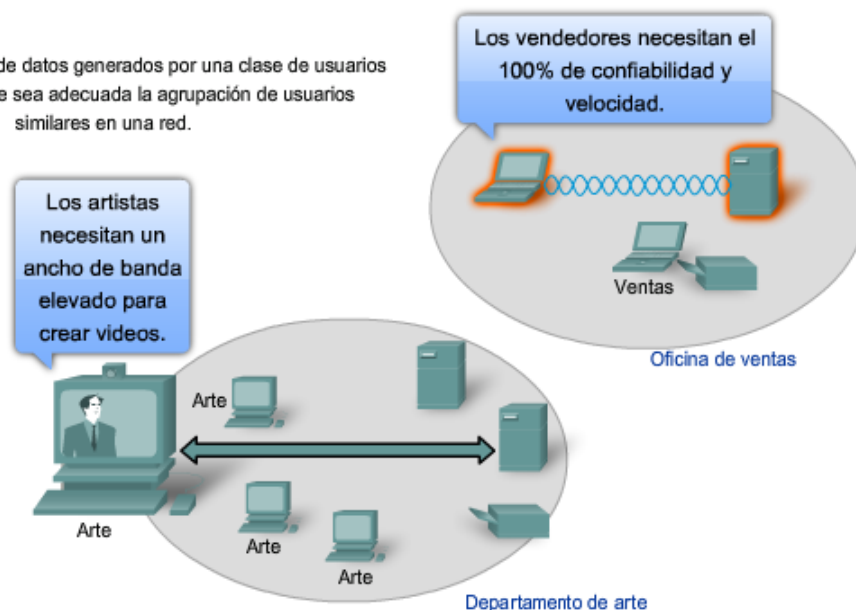 de datos generados por una clase de usuarios
e sea adecuada la agrupación de usuarios
similares en una red.
Los vendedores necesitan el
100% de confiabilidad y
velocidad.
Ventas
Oficina de ventas
Los artistas
necesitan un
ancho de banda
elevado para
crear videos.
Arte
Arte
Arte
Arte
Departamento de arte